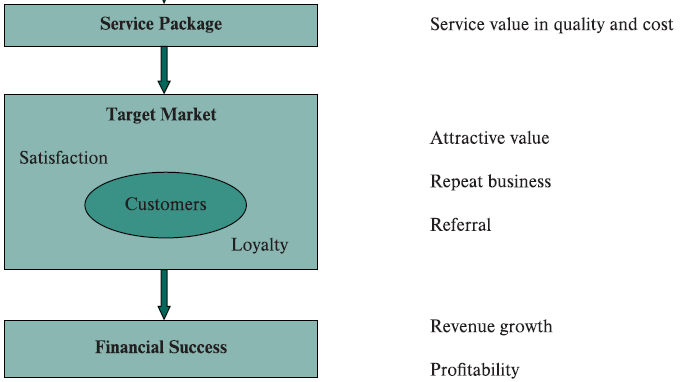 Service Package
Service value in quality and cost
Target Market
Attractive value
Satisfaction
Repeat business
Customers
Referral
Loyalty
Revenue growth
Financial Success
Profitability